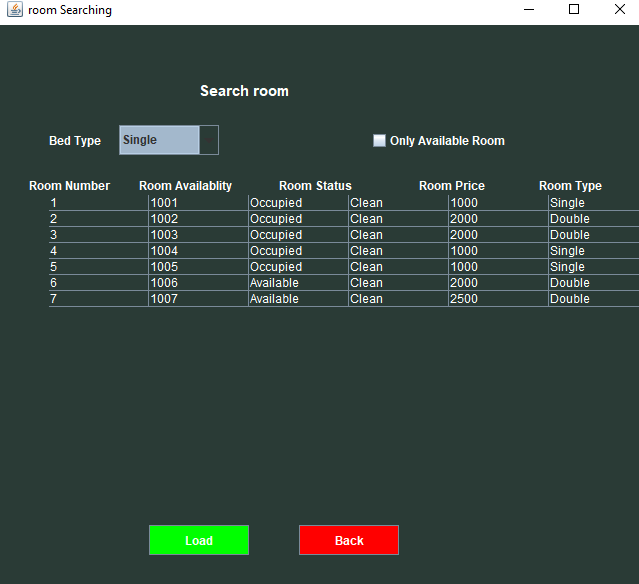 room Searching
Search room
Bed Type Single Only Available Room
Room Number Room Availablity Room Status Room Price Room Type
1 1001 Occupied Clean 1000 Single
2 1002 Occupied Clean 2000 Double
3 1003 Occupied Clean 2000 Double
4 1004 Occupied Clean 1000 Single
5 1005 Occupied Clean 1000 Single
6 1006 Available Clean 2000 Double
7 1007 Available Clean 2500 Double
Load Back